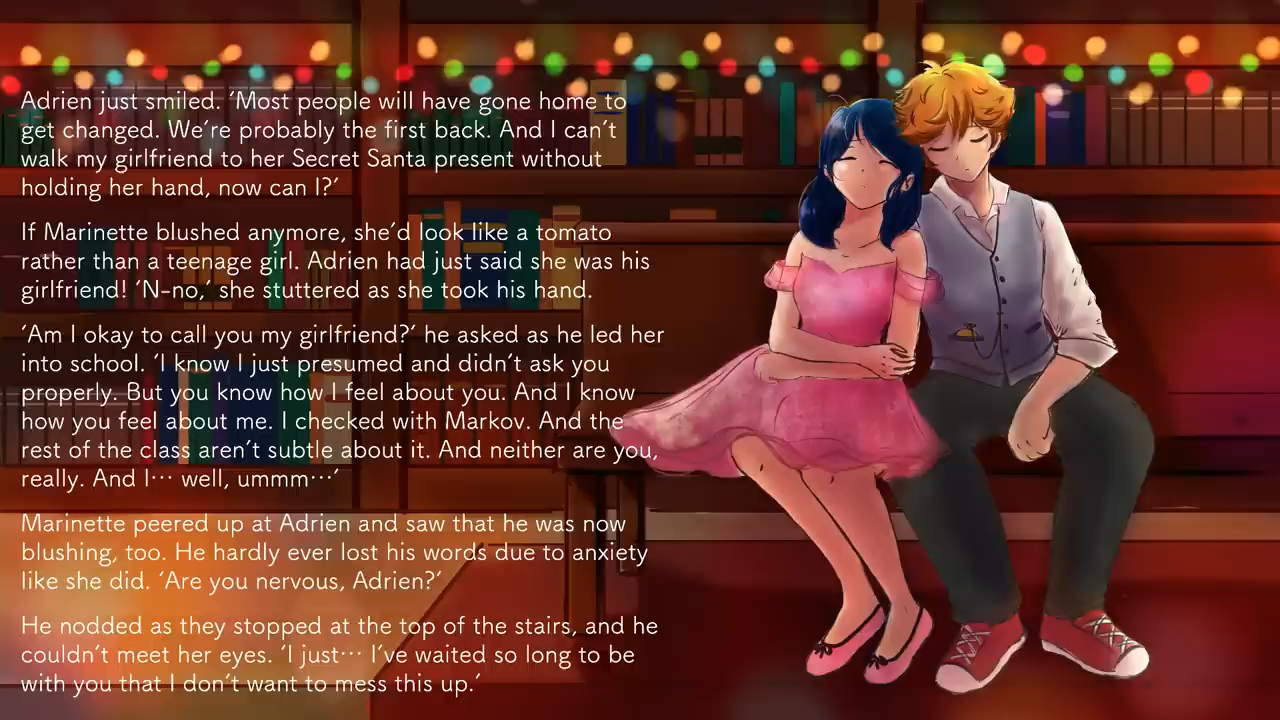 Adrien just smiled. ‘Most people will have gone home to
get changed. We’re probably the first back. And I can’t
walk my girlfriend to her Secret Santa present without
holding her hand, now can I?’
If Marinette blushed anymore, she’d look like a tomato
rather than a teenage girl. Adrien had just said she was his
girlfriend! ‘N-no,’ she stuttered as she took his hand.
‘Am I okay to call you my girlfriend?’ he asked as he led her
into school. ‘I know I just presumed and didn’t ask you
properly. But you know how I feel about you. And I know
how you feel about me. I checked with Markov. And the
rest of the class aren’t subtle about it. And neither are you,
really. And I… well, ummm…’
Marinette peered up at Adrien and saw that he was now
blushing, too. He hardly ever lost his words due to anxiety
like she did. ‘Are you nervous, Adrien?’
He nodded as they stopped at the top of the stairs, and he
couldn’t meet her eyes. ‘I just… I’ve waited so long to be
with you that I don’t want to mess this up.’